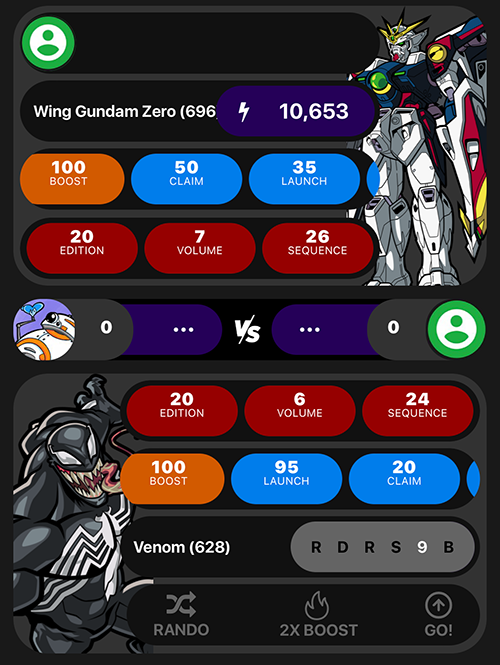 Wing Gundam Zero (696
10,653
100 50 35
BOOST CLAIM LAUNCH
20 7 26
EDITION VOLUME SEQUENCE
0 ... VS ... 0
20 6 24
EDITION VOLUME SEQUENCE
100 95 20
BOOST LAUNCH CLAIM
Venom (628) R D R S 9 B
RANDO 2X BOOST GO!